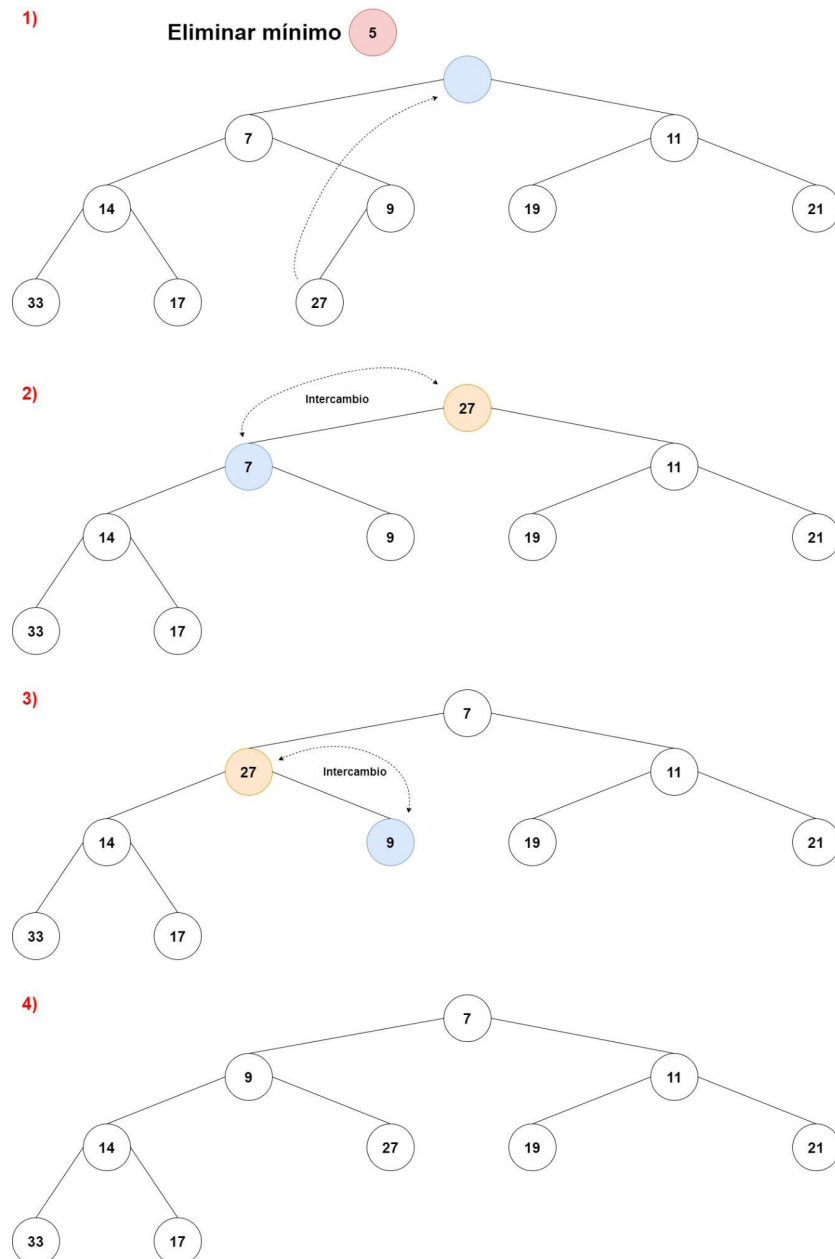 1)
Eliminar mínimo 5
7 11
14 9 19 21
33 17 27
2)
Intercambio 27
7 11
14 9 19 21
33 17
3)
7
27 Intercambio 11
14 9 19 21
33 17
4)
7
9 11
14 27 19 21
33 17